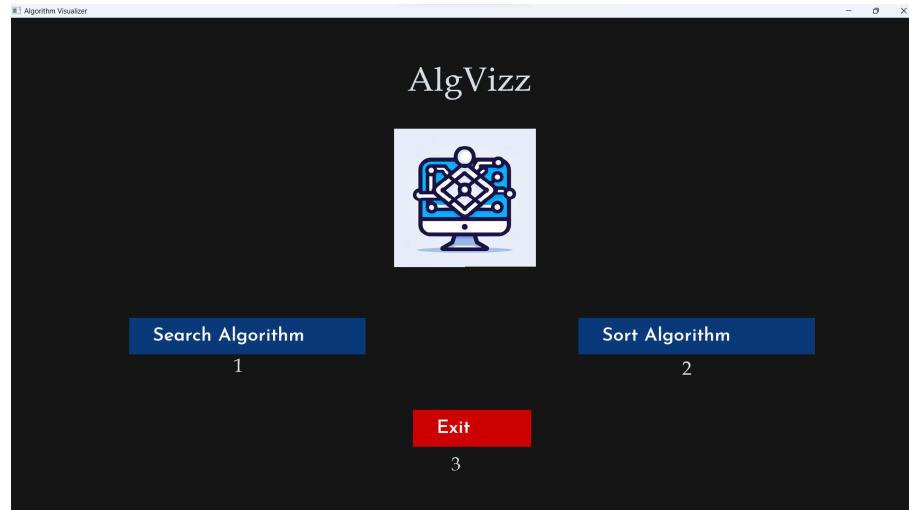 Algorithm Visualizer
AlgVizz
Search Algorithm
Sort Algorithm
1
2
Exit
3